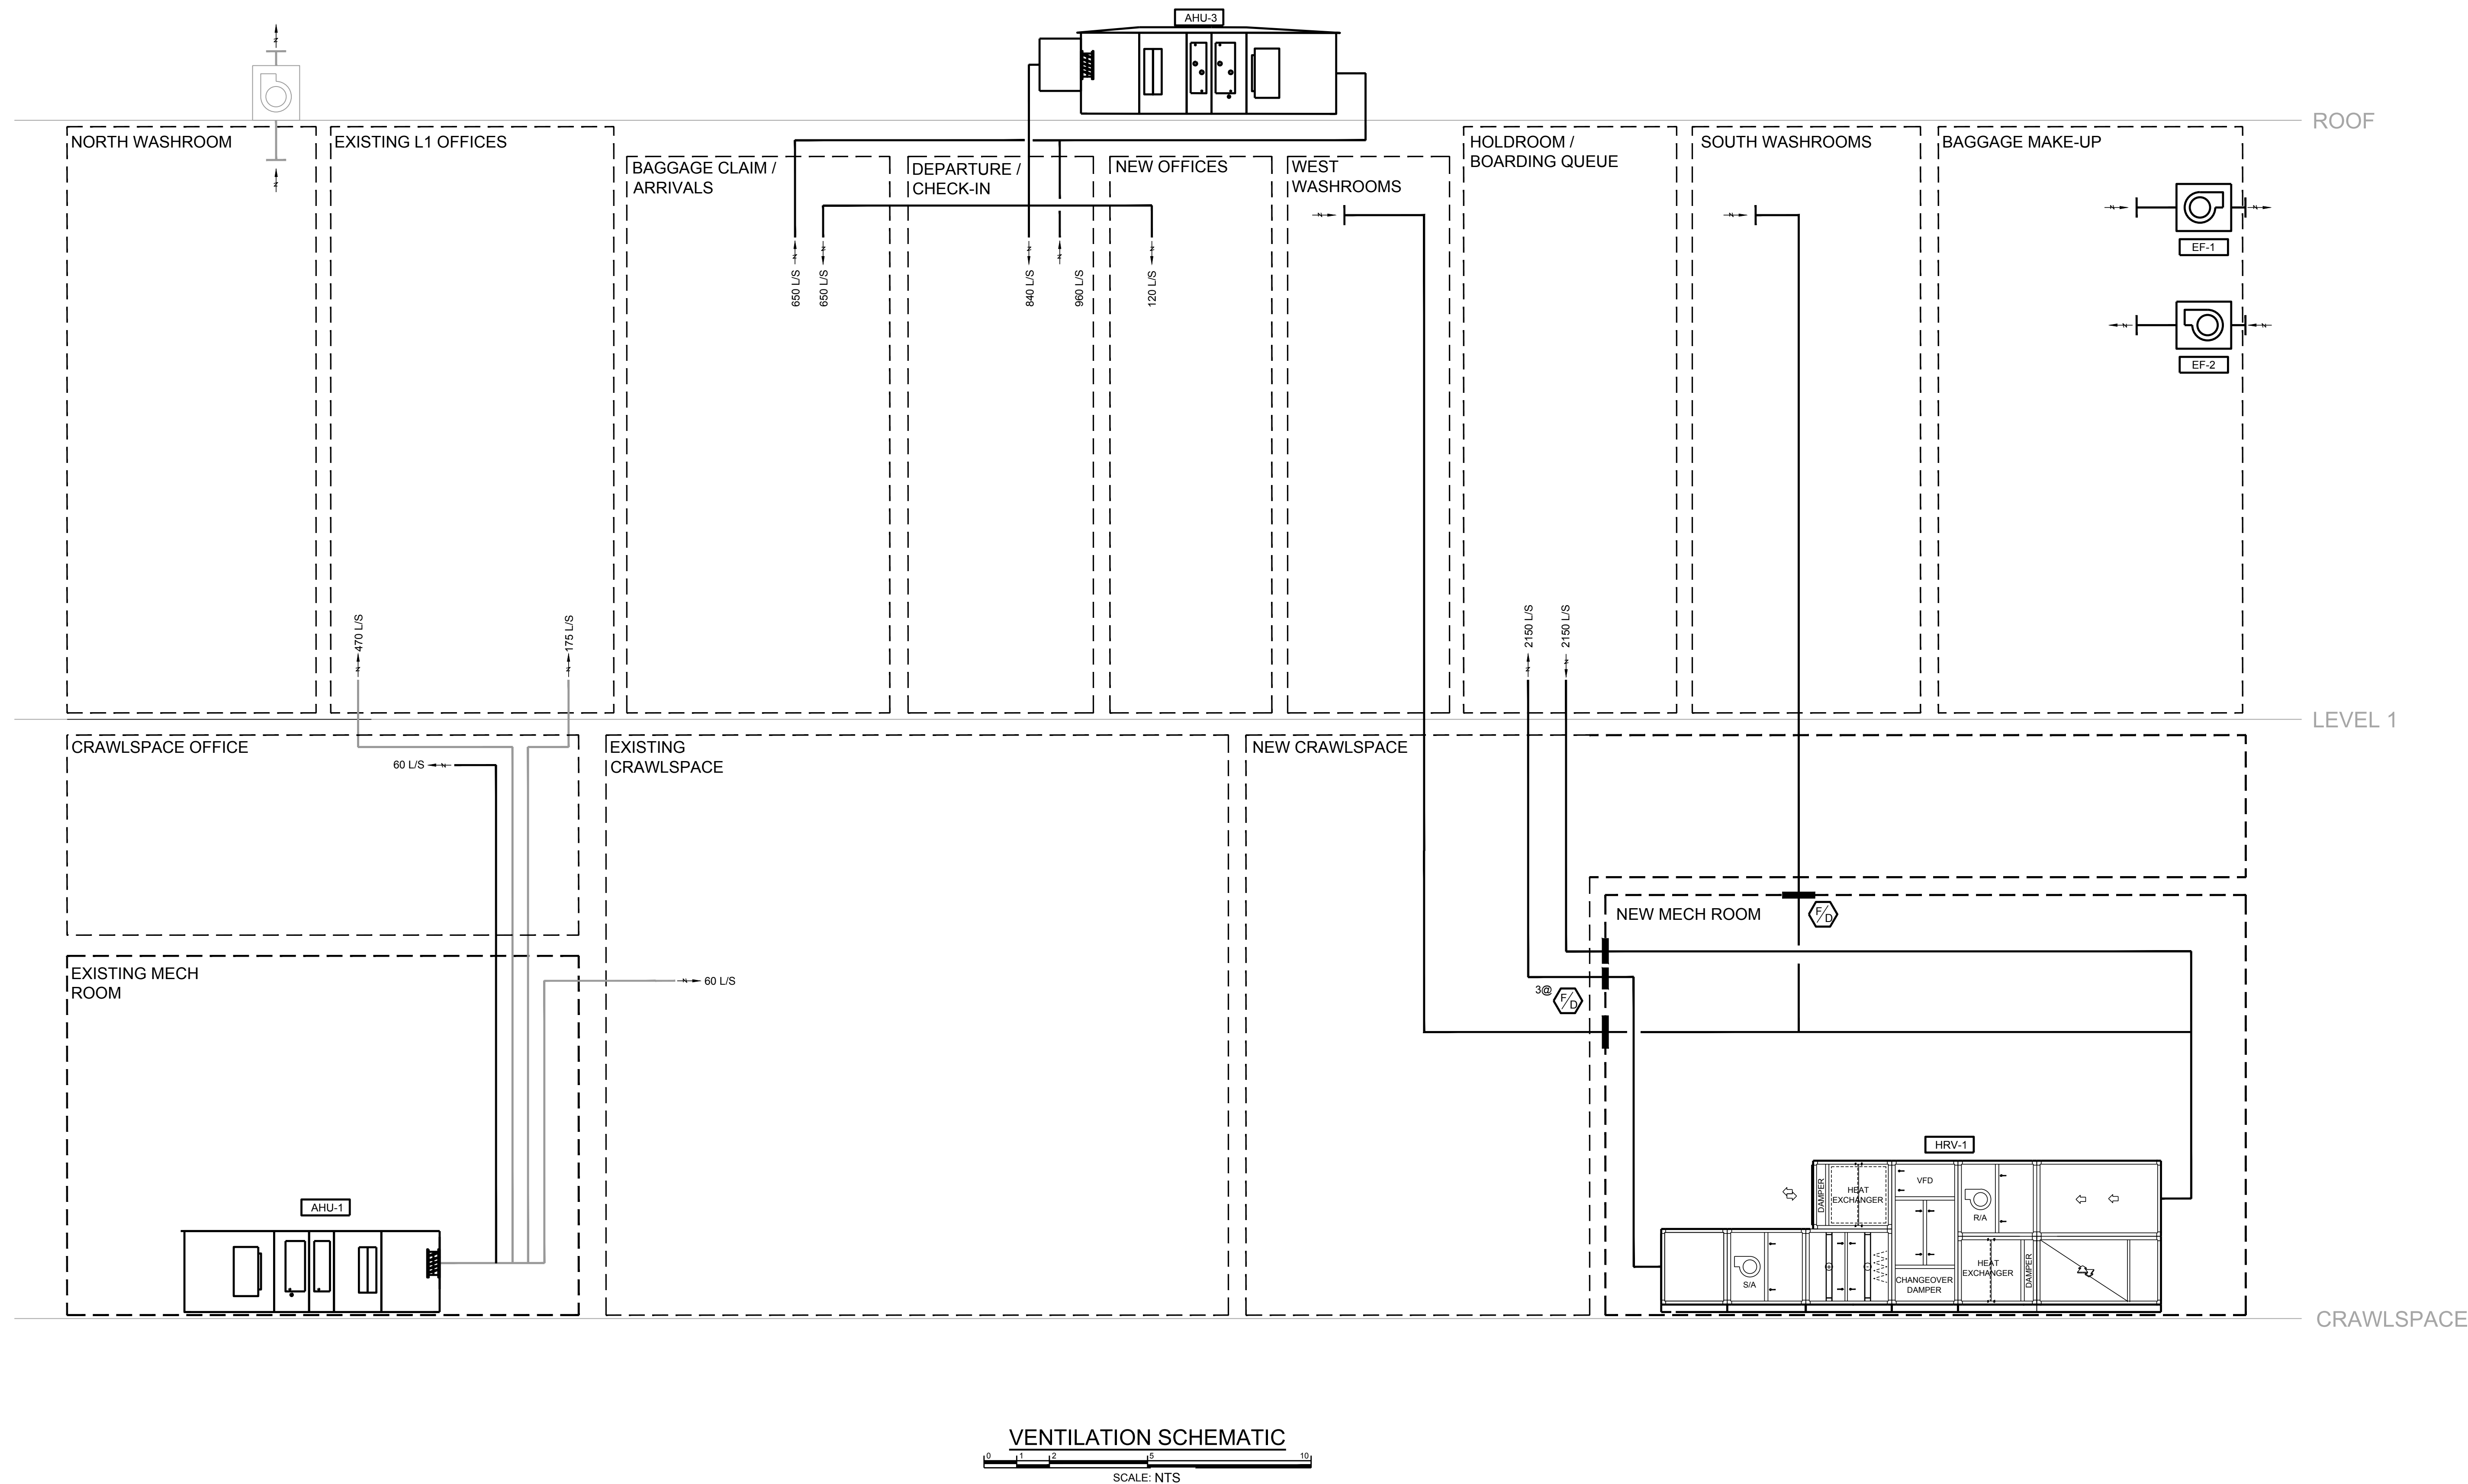 AHU-3
ROOF
NORTH WASHROOM
EXISTING L1 OFFICES
BAGGAGE CLAIM /
ARRIVALS
DEPARTURE /
CHECK-IN
NEW OFFICES
WEST
WASHROOMS
HOLDROOM /
BOARDING QUEUE
SOUTH WASHROOMS
BAGGAGE MAKE-UP
EF-1
EF-2
650 L/S
650 L/S
840 L/S
960 L/S
120 L/S
470 L/S
175 L/S
2150 L/S
2150 L/S
LEVEL 1
CRAWLSPACE OFFICE
60 L/S
EXISTING
CRAWLSPACE
NEW CRAWLSPACE
NEW MECH ROOM
F/D
EXISTING MECH
ROOM
60 L/S
3@
F/D
HRV-1
DAMPER
HEAT
EXCHANGER
VFD
R/A
AHU-1
S/A
CHANGEOVER
DAMPER
HEAT
EXCHANGER
DAMPER
CRAWLSPACE
VENTILATION SCHEMATIC
0 1 2 5 10
SCALE: NTS